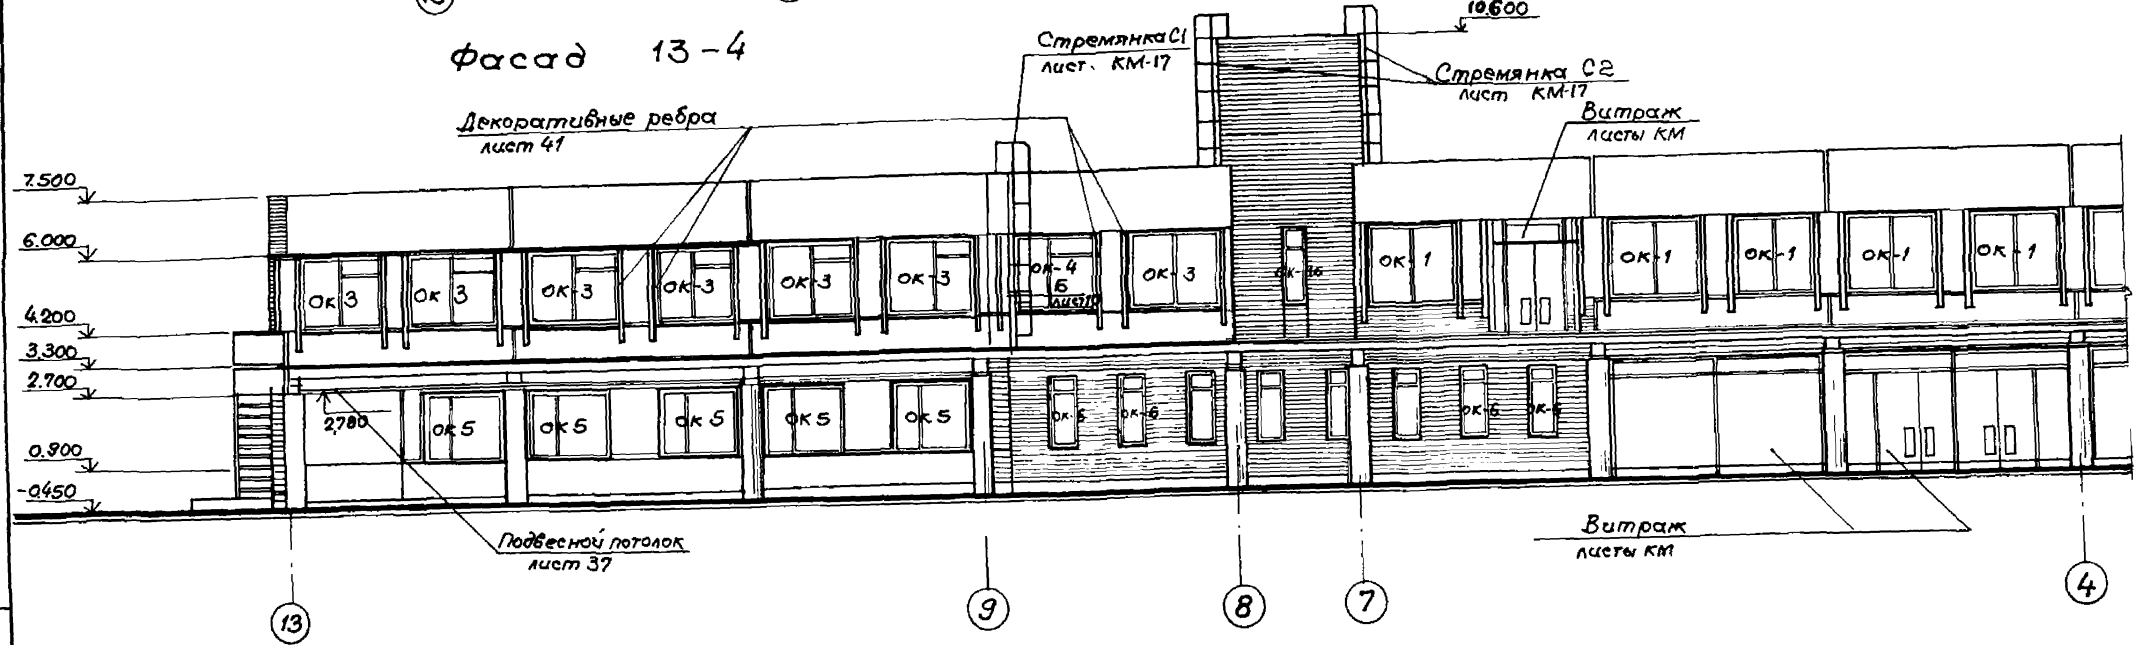 Фасад 13-4
10.600
Стремянка С1
лист. КМ-17
Стремянка С2
лист КМ-17
Декоративные ребра
лист 41
Витраж
листы КМ
7.500
6.000
4.200
3.300
2.700
0.900
-0.450
ОК 3 ОК 3 ОК-3 ОК-3 ОК-3 ОК-3 ОК-4 ОК-3 ОК-1 ОК-1 ОК-1 ОК-1 ОК-1
Б
2.780
ОК 5 ОК 5 ОК 5 ОК 5 ОК 5 ОК-6 ОК-6 ОК-6 ОК-6
Подвесной потолок
лист 37
Витраж
листы КМ
13 9 8 7 4